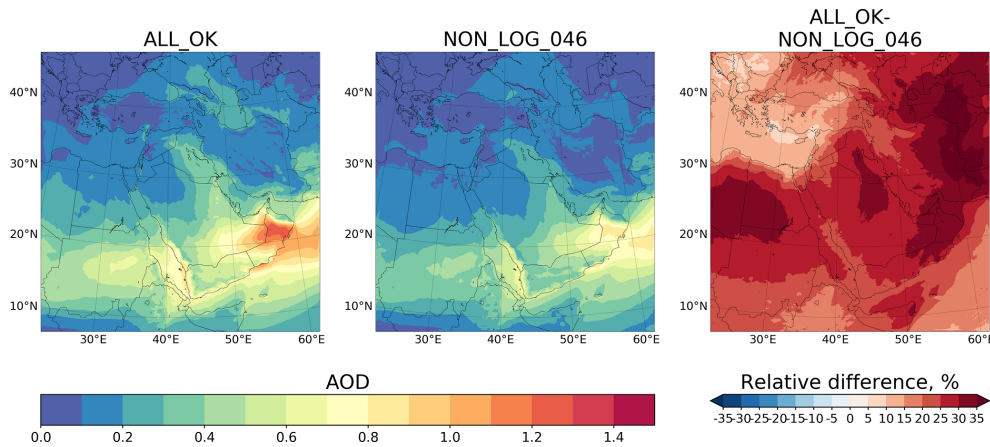 ALL_OK
NON_LOG_046
ALL_OK-
NON_LOG_046
40°N
30°N
20°N
10°N
30°E
40°E
50°E
60°E
40°N
30°N
20°N
10°N
30°E
40°E
50°E
60°E
40°N
30°N
20°N
10°N
30°E
40°E
50°E
60°E
AOD
0.0 0.2 0.4 0.6 0.8 1.0 1.2 1.4
Relative difference, %
-35-30-25-20-15-10 -5 0 5 10 15 20 25 30 35